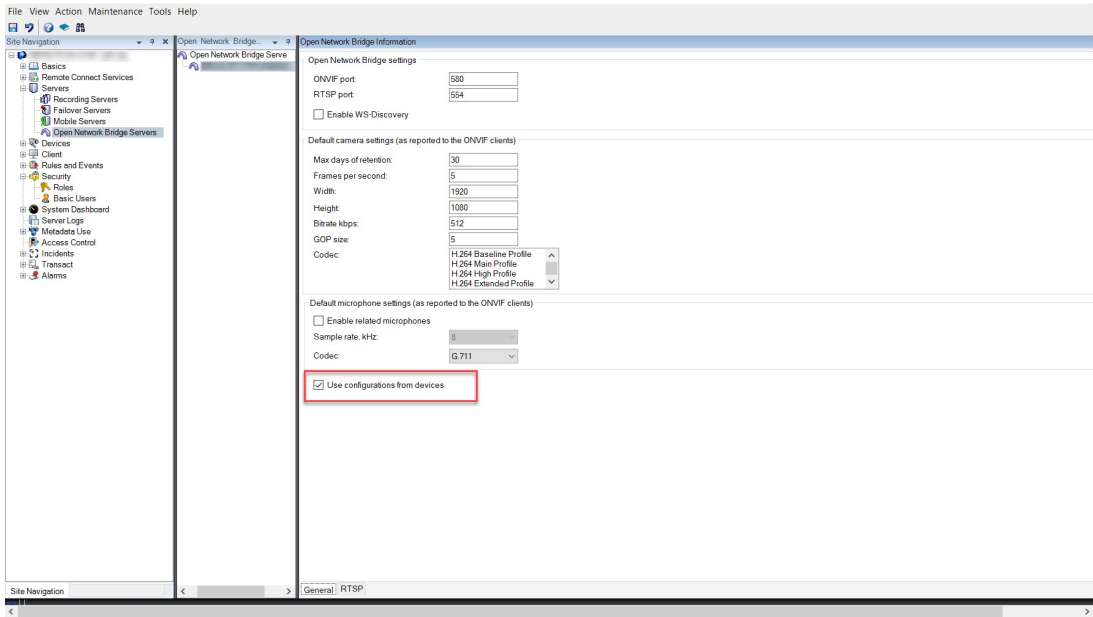 File View Action Maintenance Tools Help
Site Navigation
Basics
Remote Connect Services
Servers
Recording Servers
Failover Servers
Mobile Servers
Open Network Bridge Servers
Devices
Client
Rules and Events
Security
Roles
Basic Users
System Dashboard
Server Logs
Metadata Use
Access Control
Incidents
Transact
Alarms
Site Navigation
Open Network Bridge...
Open Network Bridge Serve
Open Network Bridge Information
Open Network Bridge settings
ONVIF port: 580
RTSP port: 554
Enable WS-Discovery
Default camera settings (as reported to the ONVIF clients)
Max days of retention: 30
Frames per second: 5
Width: 1920
Height: 1080
Bitrate kbps: 512
GOP size: 5
Codec: H.264 Baseline Profile
H.264 Main Profile
H.264 High Profile
H.264 Extended Profile
Default microphone settings (as reported to the ONVIF clients)
Enable related microphones
Sample rate, kHz: 8
Codec: G.711
Use configurations from devices
General RTSP